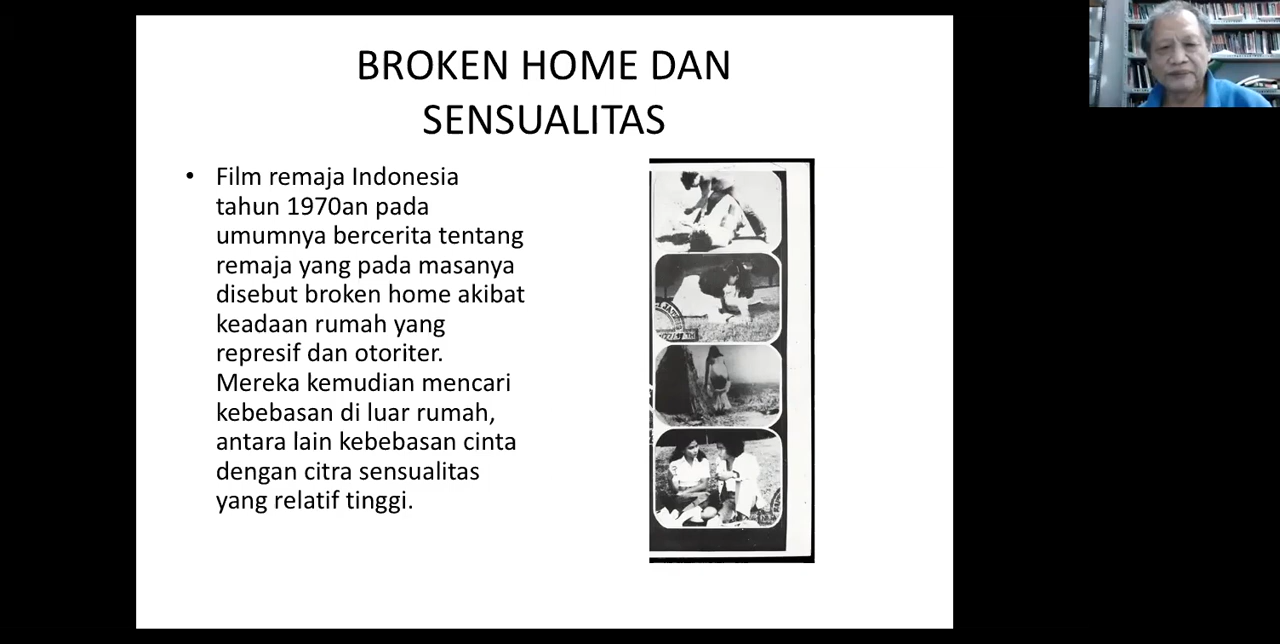 BROKEN HOME DAN
SENSUALITAS
• Film remaja Indonesia
tahun 1970an pada
umumnya bercerita tentang
remaja yang pada masanya
disebut broken home akibat
keadaan rumah yang
represif dan otoriter.
Mereka kemudian mencari
kebebasan di luar rumah,
antara lain kebebasan cinta
dengan citra sensualitas
yang relatif tinggi.